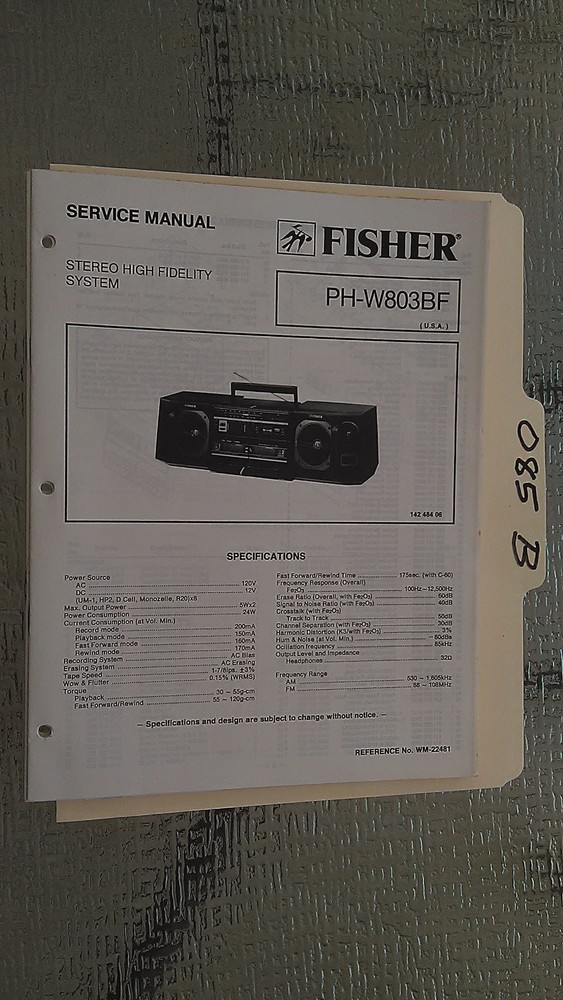 SERVICE MANUAL
FISHER®
STEREO HIGH FIDELITY
SYSTEM
PH-W803BF
( U.S.A. )
142 484 06
SPECIFICATIONS
Power Source
AC ........ 120V
DC ........ 12V
(UM-1, HP2, D Cell, Monozelle, R20)x8
Max. Output Power ........ 5Wx2
Power Consumption ........ 24W
Current Consumption (at Vol. Min.)
Record mode ........ 200mA
Playback mode ........ 150mA
Fast Forward mode ........ 160mA
Rewind mode ........ 170mA
Recording System ........ AC Bias
Erasing System ........ AC Erasing
Tape Speed ........ 1-7/8ips. ±3%
Wow & Flutter ........ 0.15% (WRMS)
Torque
Playback ........ 30 – 55g-cm
Fast Forward/Rewind ........ 55 – 120g-cm
Fast Forward/Rewind Time ........ 175sec. (with C-60)
Frequency Response (Overall)
Fe₂O₃ ........ 100Hz–12,500Hz
Erase Ratio (Overall, with Fe₂O₃) ........ 60dB
Signal to Noise Ratio (with Fe₂O₃) ........ 40dB
Crosstalk (with Fe₂O₃)
Track to Track ........ 50dB
Channel Separation (with Fe₂O₃) ........ 30dB
Harmonic Distortion (K3/with Fe₂O₃) ........ 3%
Hum & Noise (at Vol. Min.) ........ –60dBs
Ocillation frequency ........ 85kHz
Output Level and Impedance
Headphones ........ 32Ω
Frequency Range
AM ........ 530 – 1,605kHz
FM ........ 88 – 108MHz
– Specifications and design are subject to change without notice. –
REFERENCE No. WM-22481
085 B